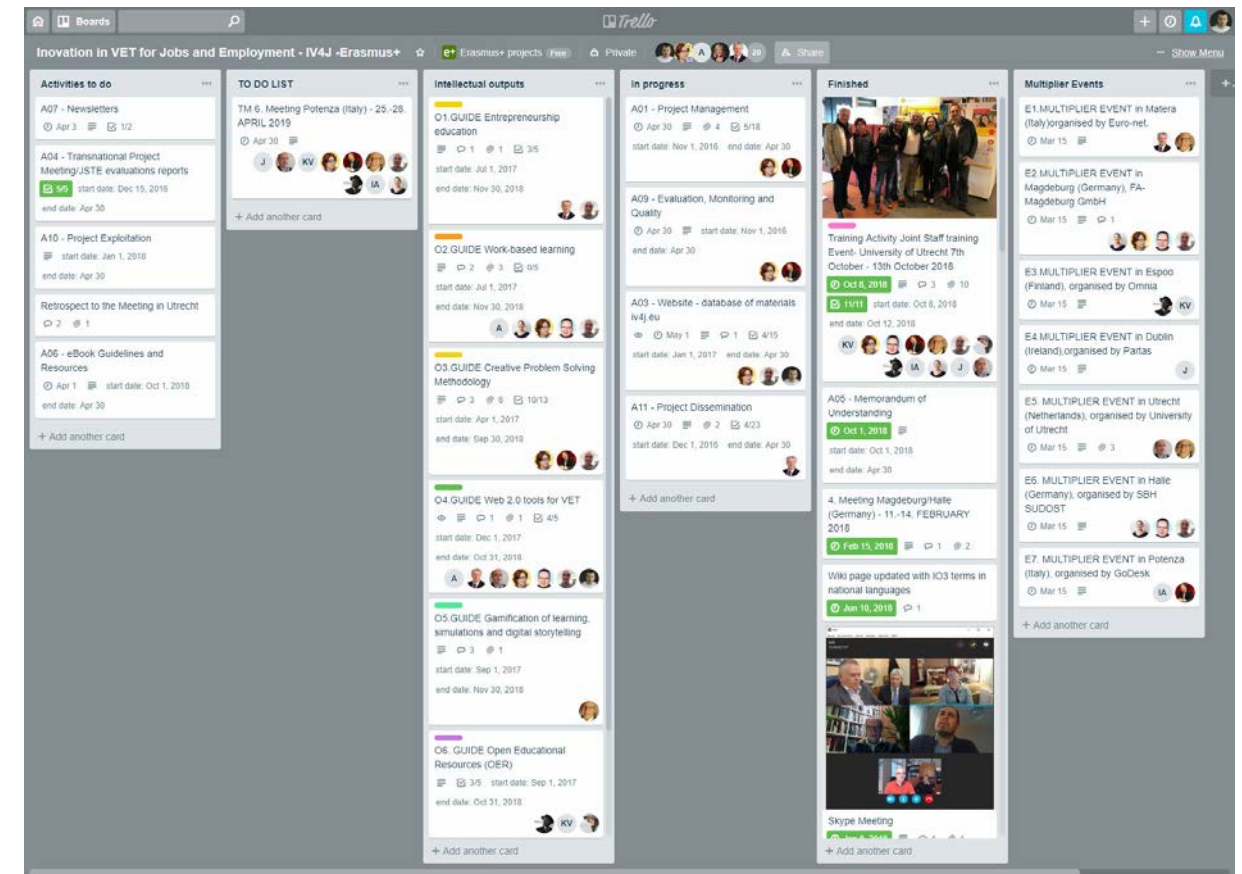 Boards
Trello
Inovation in VET for Jobs and Employment - IV4J -Erasmus+
e+ Erasmus+ projects Free
Private
A
20
Share
Show Menu
Activities to do
A07 - Newsletters
Apr 3 1/2
A04 - Transnational Project
Meeting/JSTE evaluations reports
5/5 start date: Dec 15, 2016
end date: Apr 30
A10 - Project Exploitation
start date: Jan 1, 2018
end date: Apr 30
Retrospect to the Meeting in Utrecht
2 1
A06 - eBook Guidelines and
Resources
Apr 1 start date: Oct 1, 2018
end date: Apr 30
+ Add another card
TO DO LIST
TM 6. Meeting Potenza (Italy) - 25.-28.
APRIL 2019
Apr 30
J KV
IA
+ Add another card
Intellectual outputs
O1.GUIDE Entrepreneurship
education
1 1 3/5
start date: Jul 1, 2017
end date: Nov 30, 2018
O2.GUIDE Work-based learning
2 3 0/5
start date: Jul 1, 2017
end date: Nov 30, 2018
A
O3.GUIDE Creative Problem Solving
Methodology
3 6 10/13
start date: Apr 1, 2017
end date: Sep 30, 2018
O4.GUIDE Web 2.0 tools for VET
1 1 4/5
start date: Dec 1, 2017
end date: Oct 31, 2018
A
O5.GUIDE Gamification of learning,
simulations and digital storytelling
3 1
start date: Sep 1, 2017
end date: Nov 30, 2018
O6. GUIDE Open Educational
Resources (OER)
3/5 start date: Sep 1, 2017
end date: Oct 31, 2018
KV
+ Add another card
In progress
A01 - Project Management
Apr 30 4 5/18
start date: Nov 1, 2016 end date: Apr 30
A09 - Evaluation, Monitoring and
Quality
Apr 30 start date: Nov 1, 2016
end date: Apr 30
A03 - Website - database of materials
iv4j.eu
May 1 1 4/15
start date: Jan 1, 2017 end date: Apr 30
A11 - Project Dissemination
Apr 30 2 4/23
start date: Dec 1, 2016 end date: Apr 30
+ Add another card
Finished
Training Activity Joint Staff training
Event- University of Utrecht 7th
October - 13th October 2018
Oct 8, 2018 3 10
11/11 start date: Oct 8, 2018
end date: Oct 12, 2018
KV
IA J
A05 - Memorandum of
Understanding
Oct 1, 2018
start date: Oct 1, 2018
end date: Apr 30
4. Meeting Magdeburg/Halle
(Germany) - 11.-14. FEBRUARY
2018
Feb 15, 2018 1 2
Wiki page updated with IO3 terms in
national languages
Jun 10, 2018 1
Skype Meeting
+ Add another card
Multiplier Events
E1.MULTIPLIER EVENT in Matera
(Italy)organised by Euro-net.
Mar 15
E2.MULTIPLIER EVENT in
Magdeburg (Germany), FA-
Magdeburg GmbH
Mar 15 1
E3.MULTIPLIER EVENT in Espoo
(Finland), organised by Omnia
Mar 15
KV
E4.MULTIPLIER EVENT in Dublin
(Ireland),organised by Partas
Mar 15
J
E5. MULTIPLIER EVENT in Utrecht
(Netherlands), organised by University
of Utrecht
Mar 15 3
E6. MULTIPLIER EVENT in Halle
(Germany), organised by SBH
SUDOST
Mar 15
E7. MULTIPLIER EVENT in Potenza
(Italy), organised by GoDesk
Mar 15
IA
+ Add another card